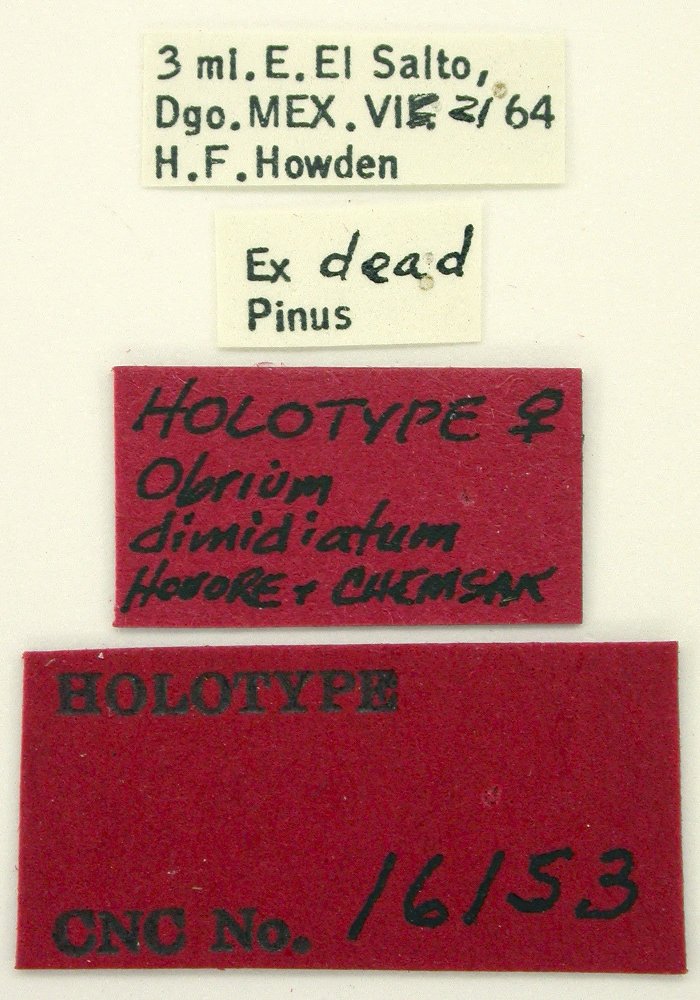 3 mi. E. El Salto,
Dgo. MEX. VI 21 '64
H. F. Howden
Ex dead
Pinus
HOLOTYPE ♀
Obrium
dimidiatum
HOVORE + CHEMSAK
HOLOTYPE
CNC No. 16153